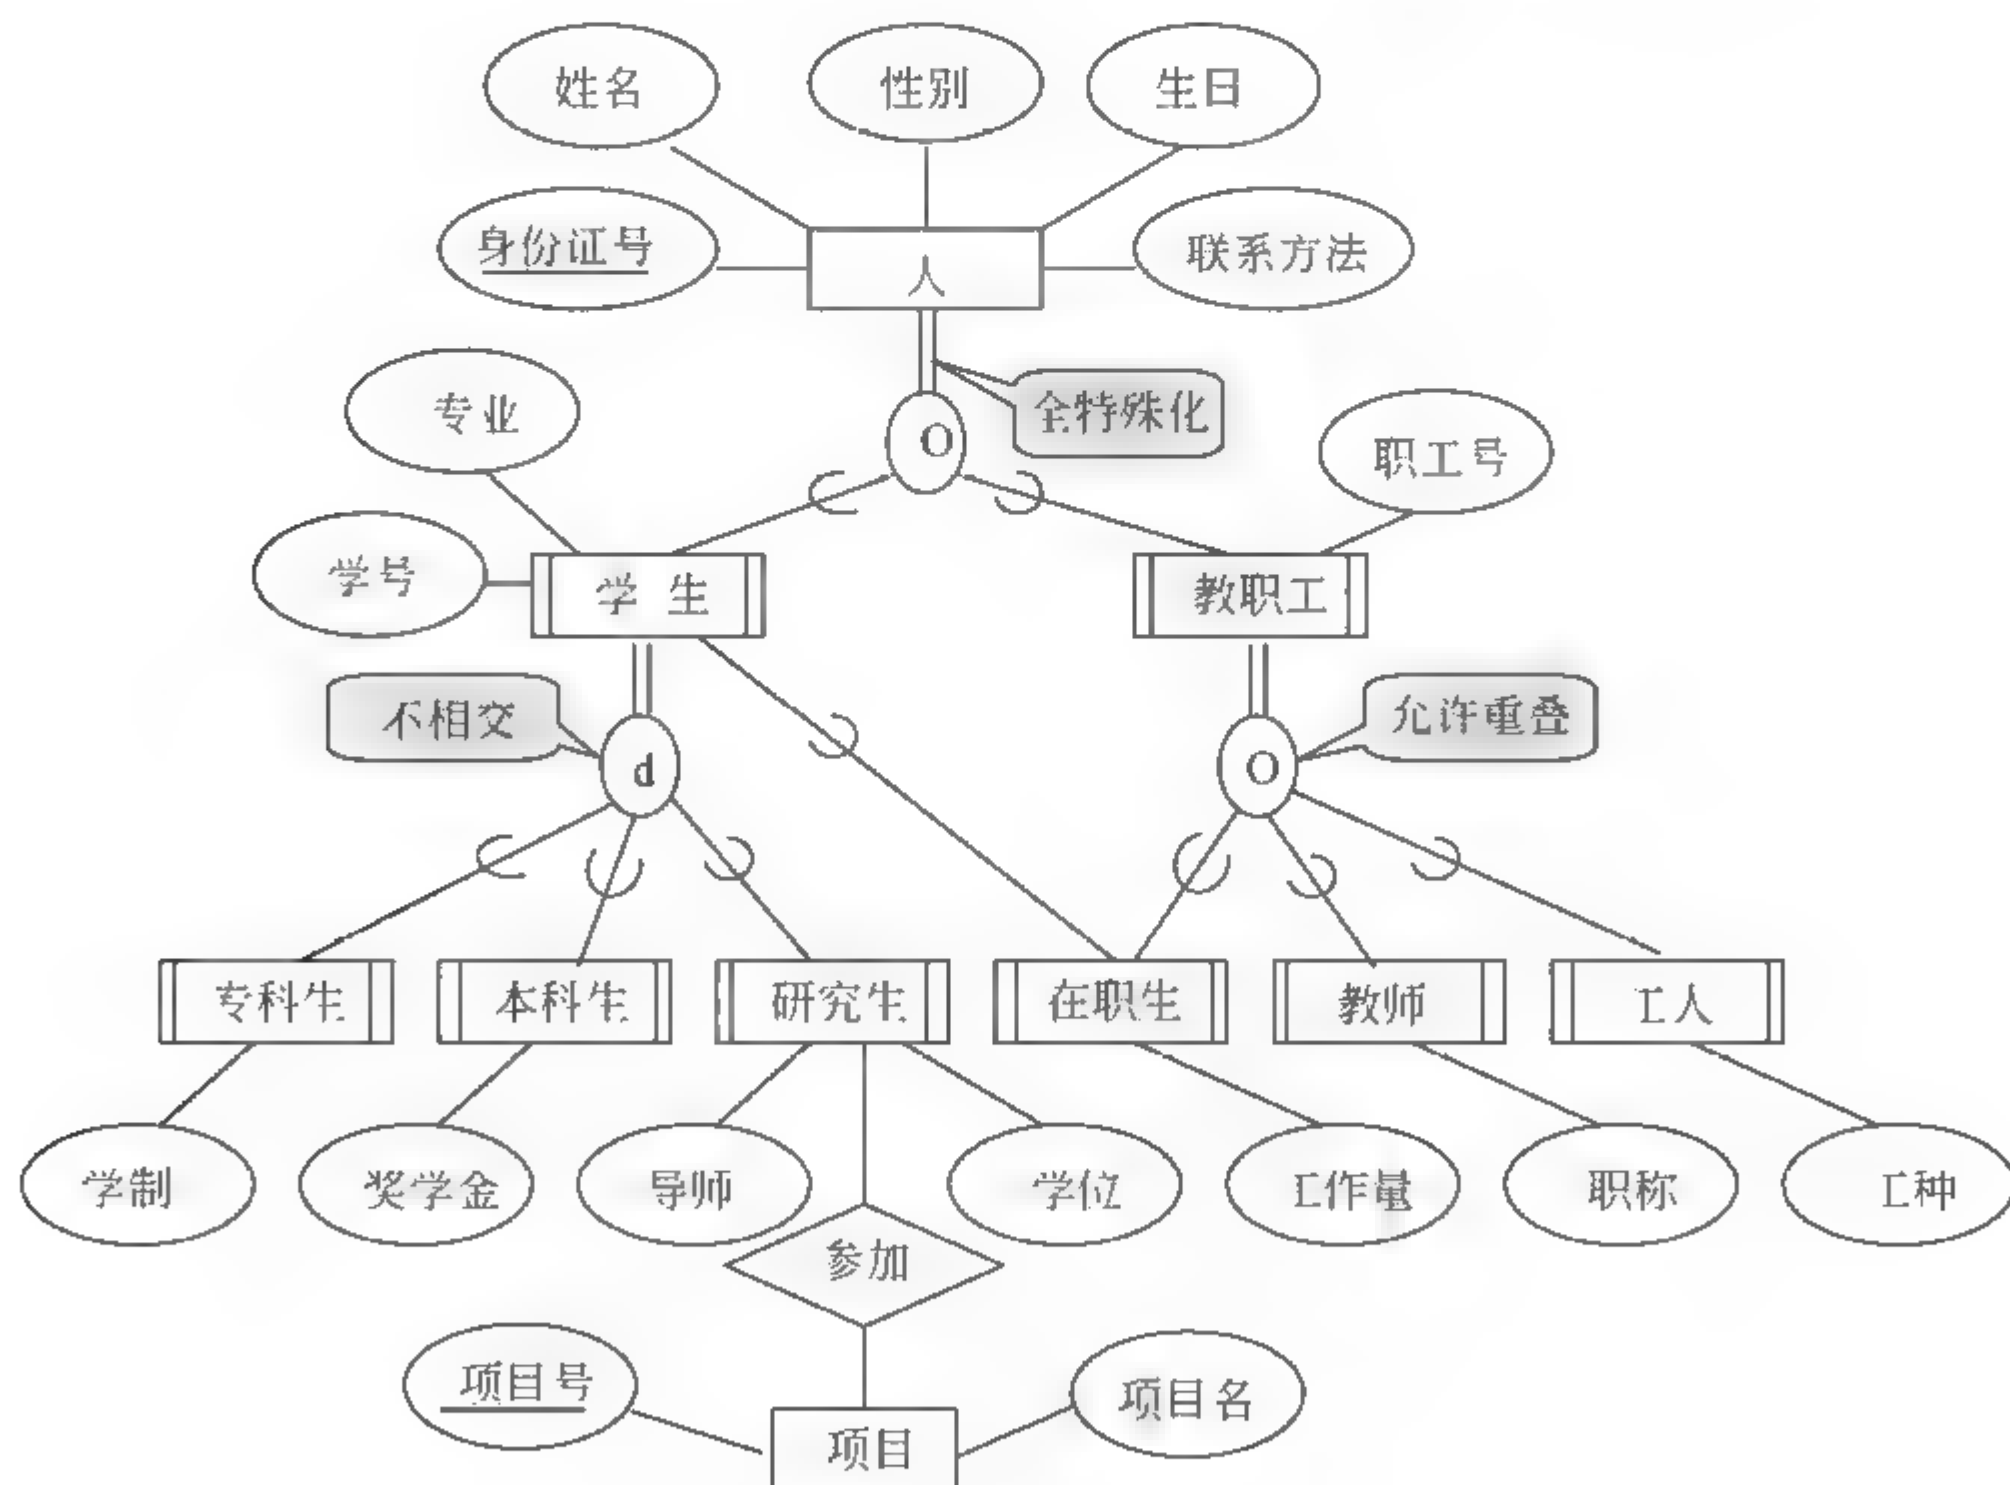 姓名 性别 生日
身份证号 人 联系方法
全特殊化
专业 O 职工号
学号 学 生 教职工
不相交 允许重叠
d O
专科生 本科生 研究生 在职生 教师 工人
学制 奖学金 导师 学位 工作量 职称 工种
参加
项目号 项目名
项目